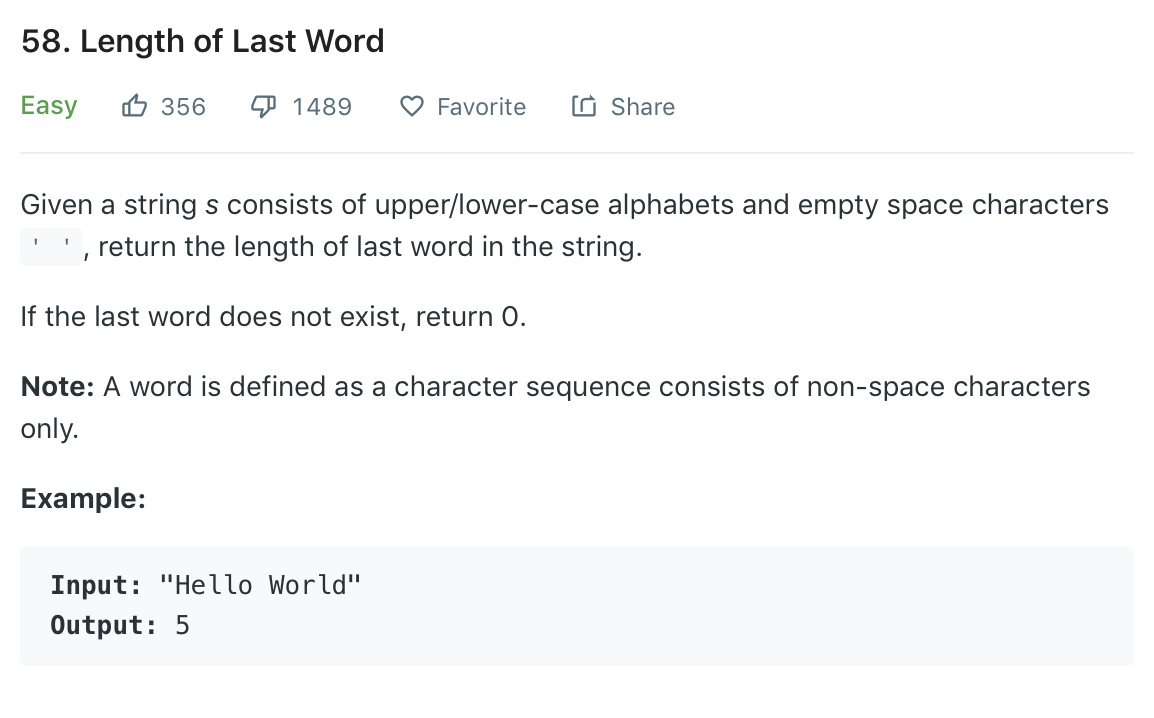 58. Length of Last Word
Easy 356 1489 Favorite Share
Given a string s consists of upper/lower-case alphabets and empty space characters
' ', return the length of last word in the string.
If the last word does not exist, return 0.
Note: A word is defined as a character sequence consists of non-space characters
only.
Example:
Input: "Hello World"
Output: 5